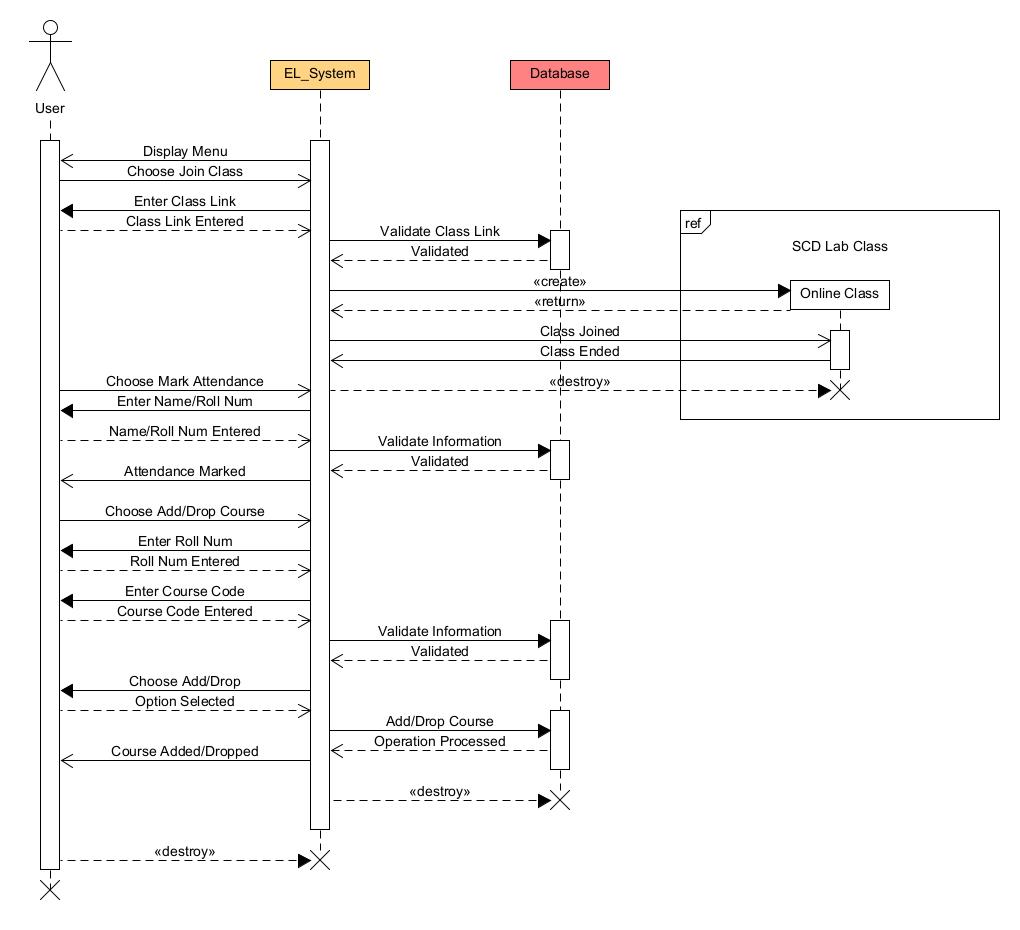 User
EL_System
Database
Display Menu
Choose Join Class
Enter Class Link
Class Link Entered
Validate Class Link
Validated
ref
SCD Lab Class
«create»
Online Class
«return»
Class Joined
Class Ended
Choose Mark Attendance
«destroy»
Enter Name/Roll Num
Name/Roll Num Entered
Validate Information
Validated
Attendance Marked
Choose Add/Drop Course
Enter Roll Num
Roll Num Entered
Enter Course Code
Course Code Entered
Validate Information
Validated
Choose Add/Drop
Option Selected
Add/Drop Course
Operation Processed
Course Added/Dropped
«destroy»
«destroy»